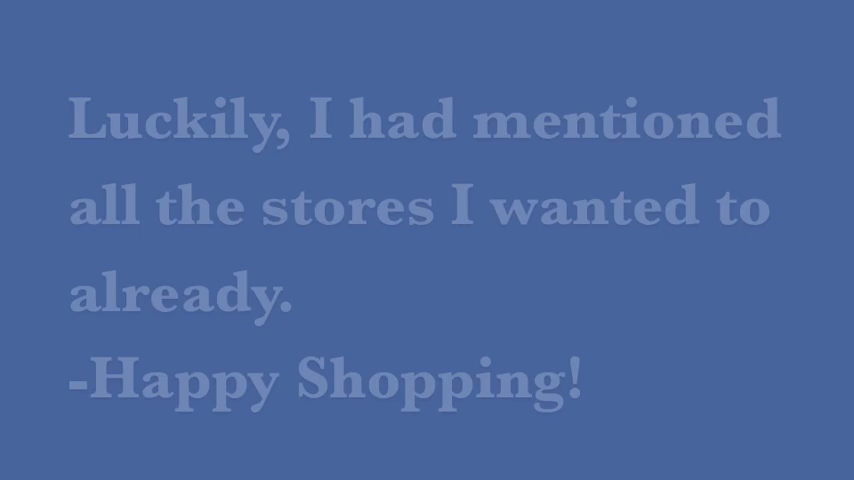 Luckily, I had mentioned
all the stores I wanted to
already.
-Happy Shopping!